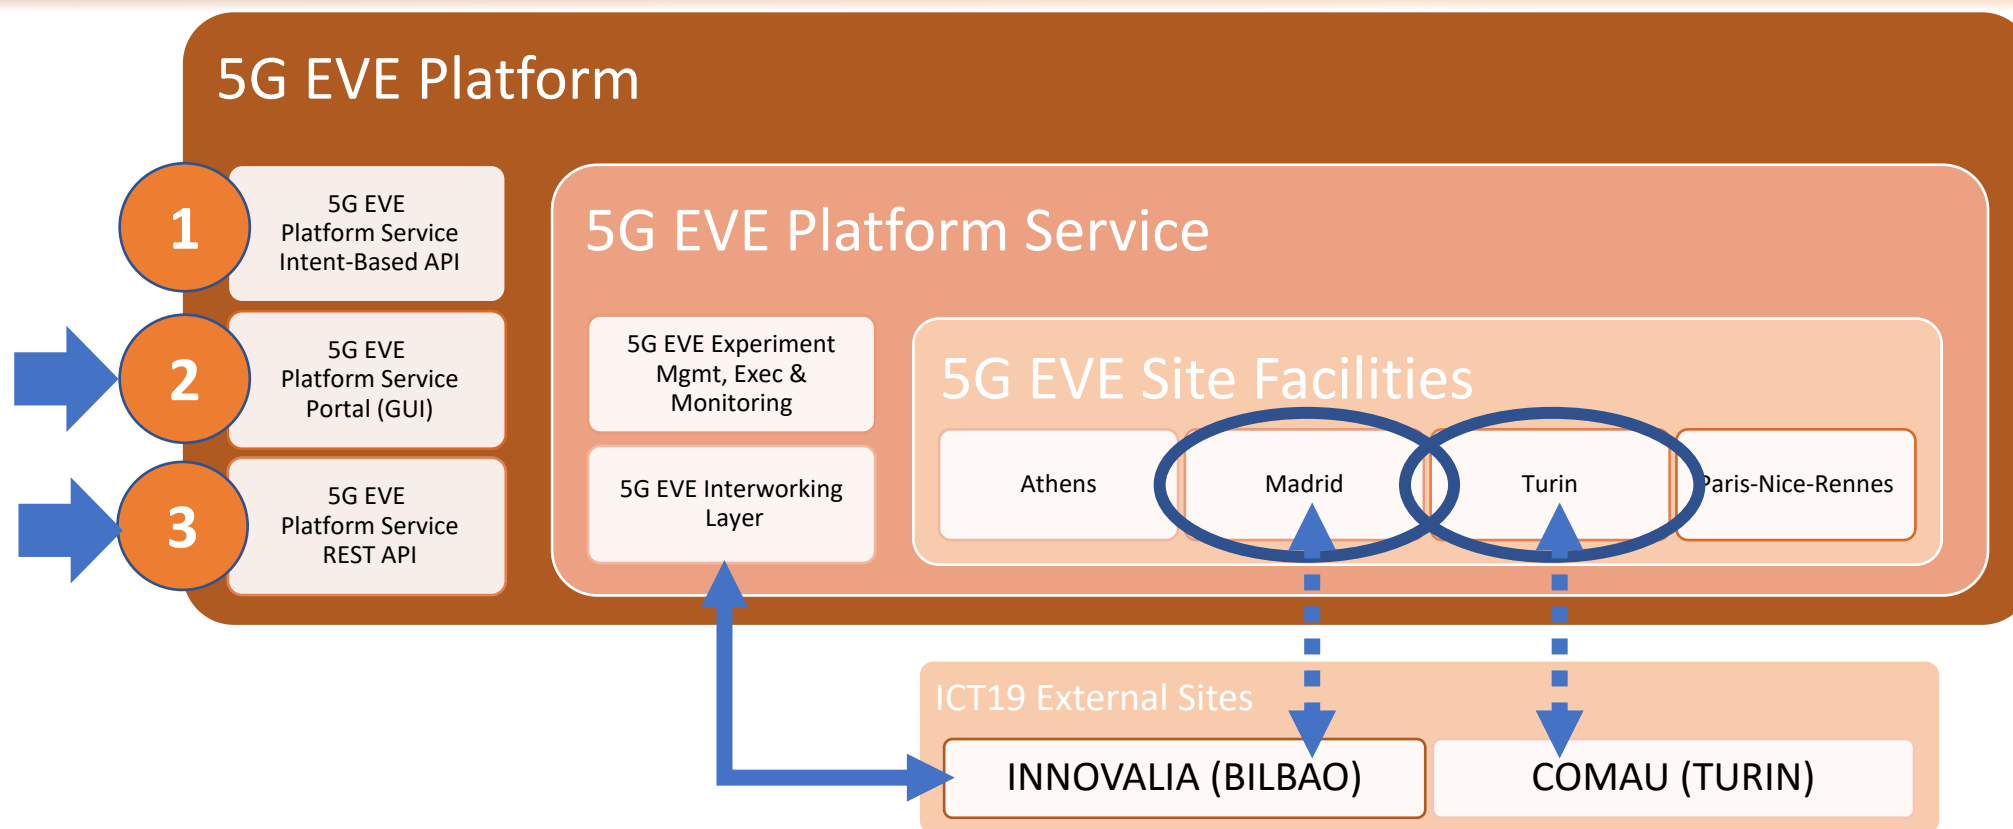 5G EVE Platform
1
5G EVE
Platform Service
Intent-Based API
2
5G EVE
Platform Service
Portal (GUI)
3
5G EVE
Platform Service
REST API
5G EVE Platform Service
5G EVE Experiment
Mgmt, Exec &
Monitoring
5G EVE Interworking
Layer
5G EVE Site Facilities
Athens
Madrid
Turin
Paris-Nice-Rennes
ICT19 External Sites
INNOVALIA (BILBAO)
COMAU (TURIN)